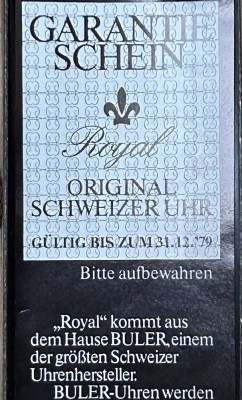 GARANTIE
SCHEIN
Royal
ORIGINAL
SCHWEIZER UHR
GÜLTIG BIS ZUM 31.12.'79
Bitte aufbewahren
„Royal“ kommt aus
dem Hause BULER, einem
der größten Schweizer
Uhrenhersteller.
BULER-Uhren werden